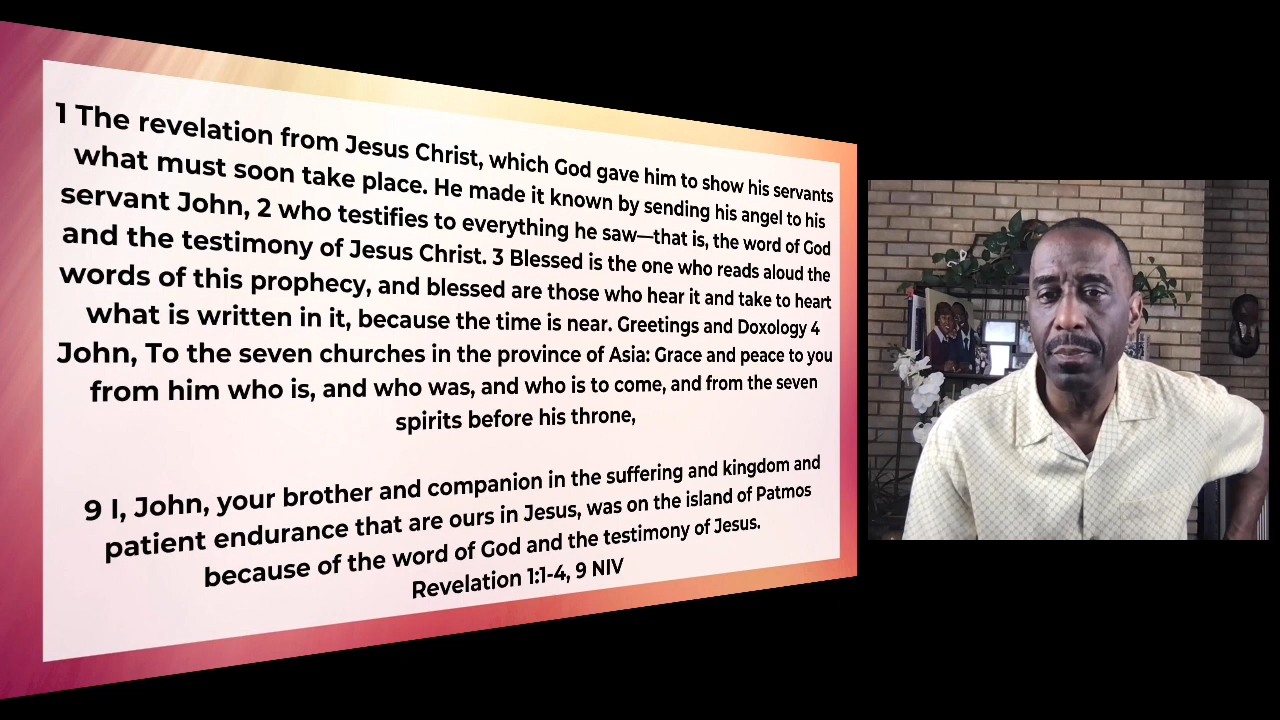 1 The revelation from Jesus Christ, which God gave him to show his servants
what must soon take place. He made it known by sending his angel to his
servant John, 2 who testifies to everything he saw—that is, the word of God
and the testimony of Jesus Christ. 3 Blessed is the one who reads aloud the
words of this prophecy, and blessed are those who hear it and take to heart
what is written in it, because the time is near. Greetings and Doxology 4
John, To the seven churches in the province of Asia: Grace and peace to you
from him who is, and who was, and who is to come, and from the seven
spirits before his throne,
9 I, John, your brother and companion in the suffering and kingdom and
patient endurance that are ours in Jesus, was on the island of Patmos
because of the word of God and the testimony of Jesus.
Revelation 1:1-4, 9 NIV